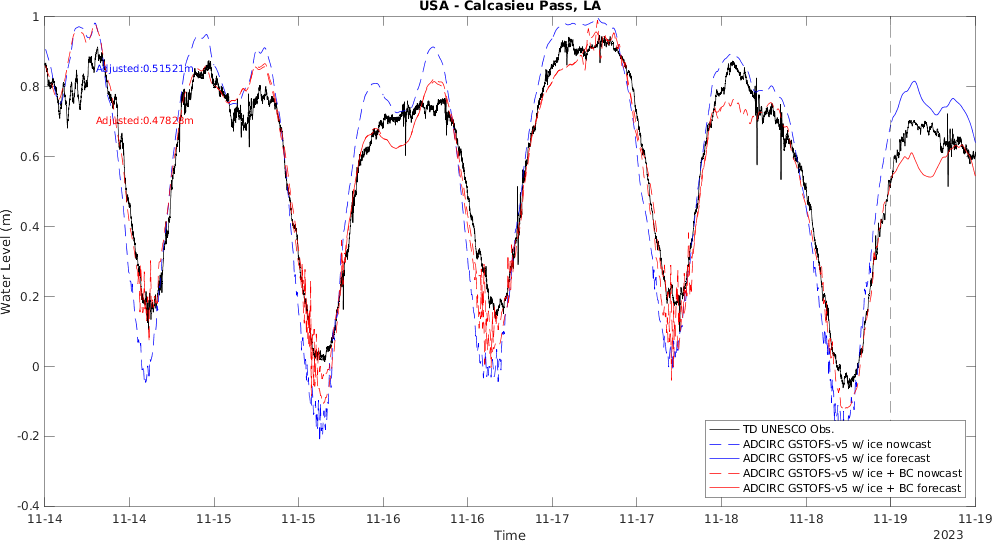 USA - Calcasieu Pass, LA
1
0.8
0.6
0.4
0.2
0
-0.2
-0.4
Water Level (m)
Adjusted:0.51521m
Adjusted:0.47828m
TD UNESCO Obs.
ADCIRC GSTOFS-v5 w/ ice nowcast
ADCIRC GSTOFS-v5 w/ ice forecast
ADCIRC GSTOFS-v5 w/ ice + BC nowcast
ADCIRC GSTOFS-v5 w/ ice + BC forecast
11-14 11-14 11-15 11-15 11-16 11-16 11-17 11-17 11-18 11-18 11-19 11-19
Time
2023